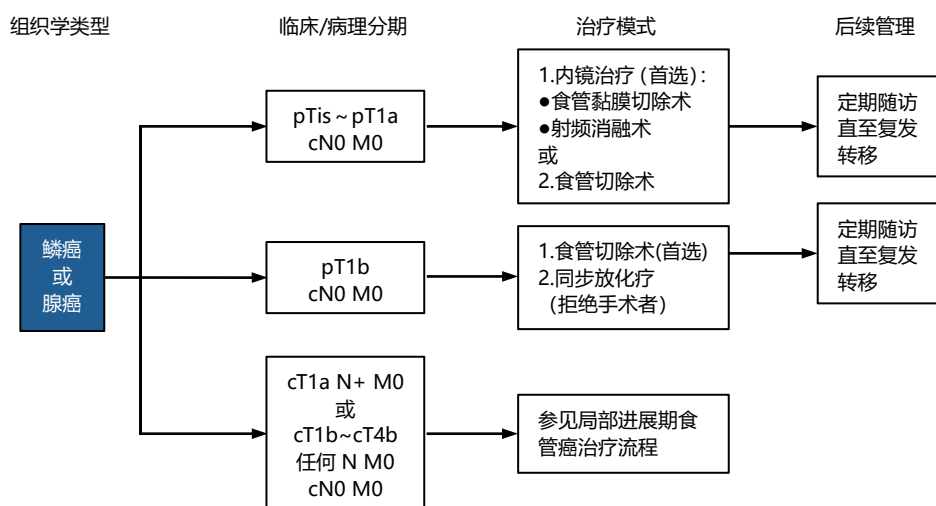 组织学类型
临床/病理分期
治疗模式
后续管理
鳞癌
或
腺癌
pTis~pT1a
cN0 M0
1.内镜治疗(首选):
●食管黏膜切除术
●射频消融术
或
2.食管切除术
定期随访
直至复发
转移
pT1b
cN0 M0
1.食管切除术(首选)
2.同步放化疗
(拒绝手术者)
定期随访
直至复发
转移
cT1a N+ M0
或
cT1b~cT4b
任何 N M0
cN0 M0
参见局部进展期食
管癌治疗流程